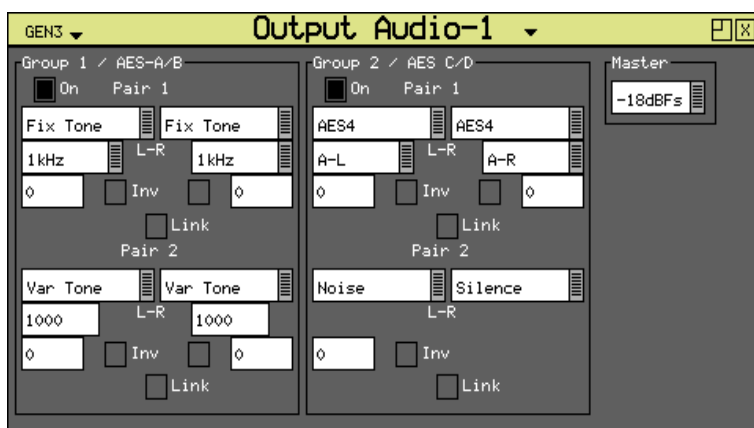 GEN3 Output Audio-1
Group 1 / AES-A/B
On Pair 1
Fix Tone Fix Tone
1kHz L-R 1kHz
0 Inv 0
Link
Pair 2
Var Tone Var Tone
1000 L-R 1000
0 Inv 0
Link
Group 2 / AES C/D
On Pair 1
AES4 AES4
A-L L-R A-R
0 Inv 0
Link
Pair 2
Noise Silence
L-R
0 Inv
Link
Master
-18dBFs